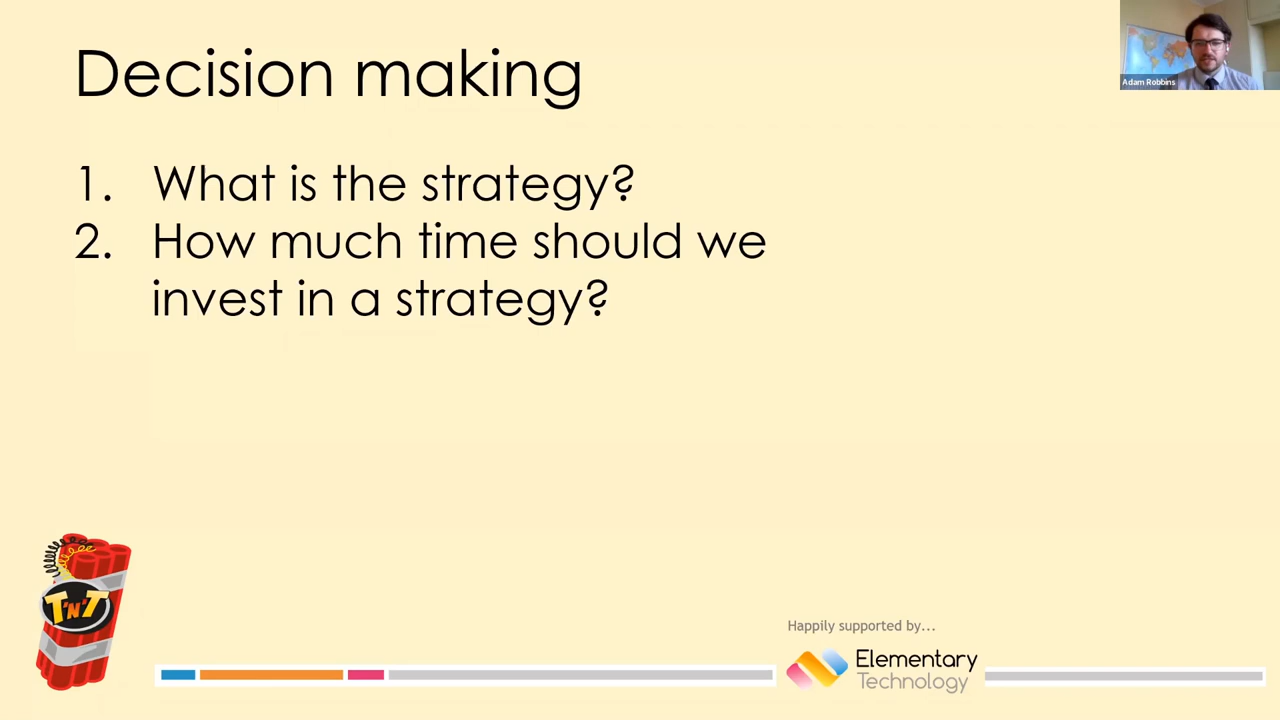 Decision making
Adam Robbins
1. What is the strategy?
2. How much time should we
invest in a strategy?
T'N'T
Happily supported by...
Elementary
Technology